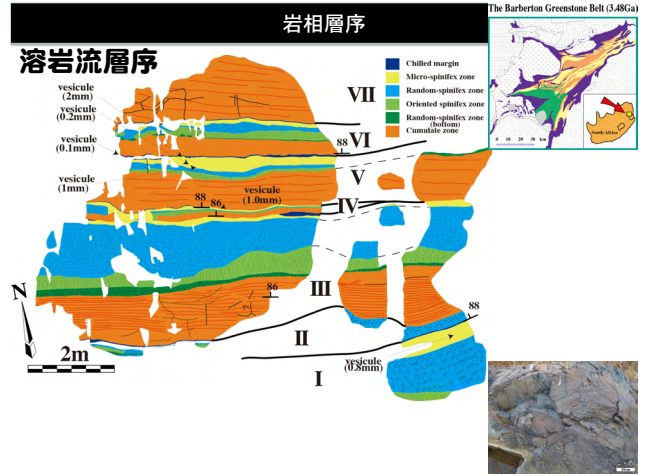 岩相層序
The Barberton Greenstone Belt (3.48Ga)
溶岩流層序
Chilled margin
Micro-spinifex zone
Random-spinifex zone
Oriented spinifex zone
Random-spinifex zone
(bottom)
Cumulate zone
vesicule
(2mm)
vesicule
(0.2mm)
vesicule
(0.1mm)
vesicule
(1mm)
VII
VI
88
V
vesicule
(1.0mm)
88
86
IV
III
86
88
II
I
vesicule
(0.8mm)
N
2m
0 10 20 30 km
South Africa